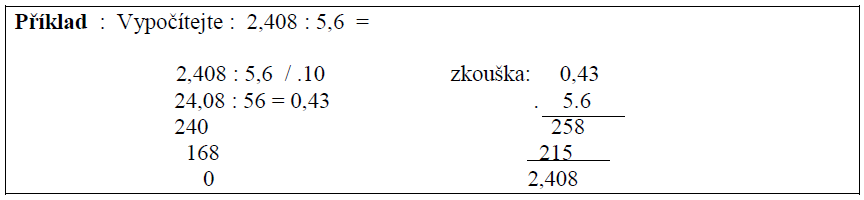 Příklad : Vypočítejte : 2,408 : 5,6 =
2,408 : 5,6 / .10 zkouška: 0,43
24,08 : 56 = 0,43 . 5.6
240 258
168 215
0 2,408